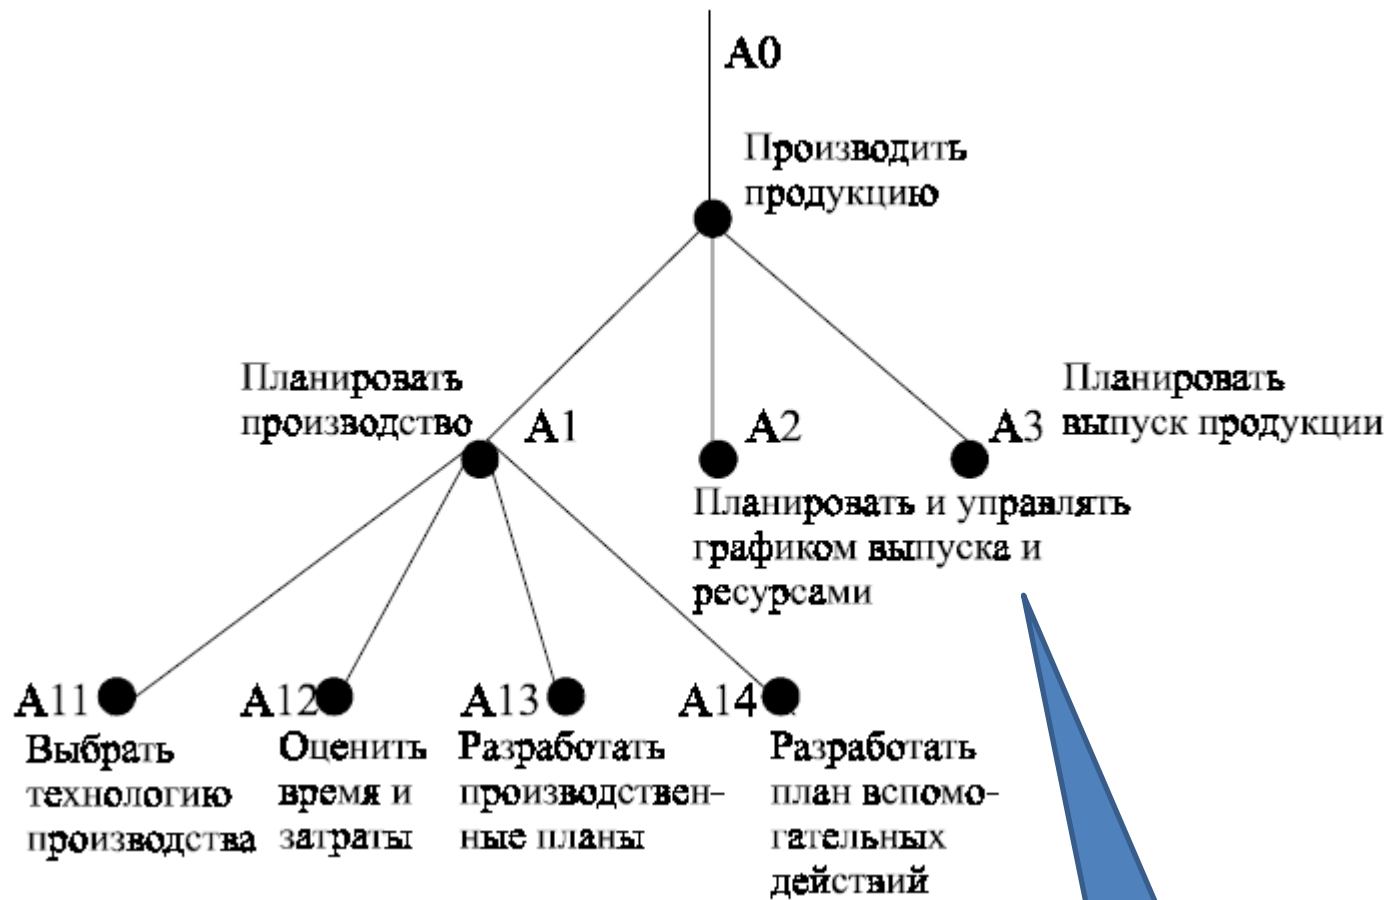 A0
Производить
продукцию
Планировать
производство
A1
A2
Планировать и управлять
графиком выпуска и
ресурсами
A3
Планировать
выпуск продукции
A11
Выбрать
технологию
производства
A12
Оценить
время и
затраты
A13
Разработать
производствен-
ные планы
A14
Разработать
план вспомо-
гательных
действий